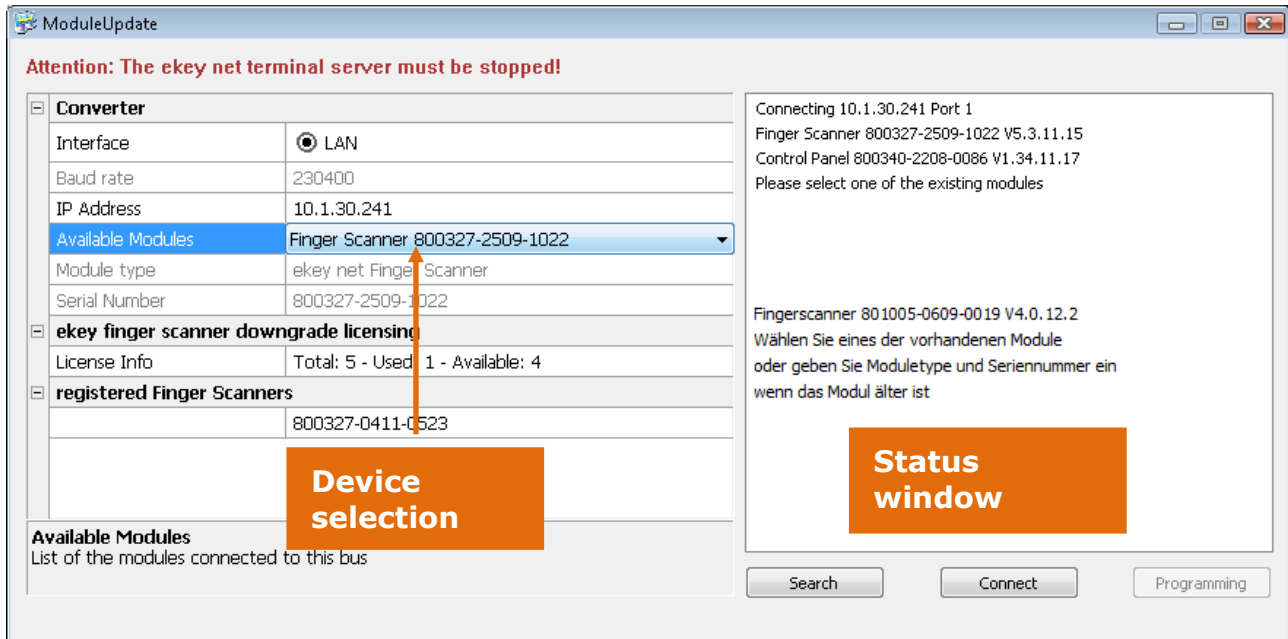 ModuleUpdate
Attention: The ekey net terminal server must be stopped!
Converter
Interface LAN
Baud rate 230400
IP Address 10.1.30.241
Available Modules Finger Scanner 800327-2509-1022
Module type ekey net Finger Scanner
Serial Number 800327-2509-1022
ekey finger scanner downgrade licensing
License Info Total: 5 - Used: 1 - Available: 4
registered Finger Scanners
800327-0411-0523
Device
selection
Available Modules
List of the modules connected to this bus
Connecting 10.1.30.241 Port 1
Finger Scanner 800327-2509-1022 V5.3.11.15
Control Panel 800340-2208-0086 V1.34.11.17
Please select one of the existing modules
Fingerscanner 801005-0609-0019 V4.0.12.2
Wählen Sie eines der vorhandenen Module
oder geben Sie Moduletype und Seriennummer ein
wenn das Modul älter ist
Status
window
Search Connect Programming